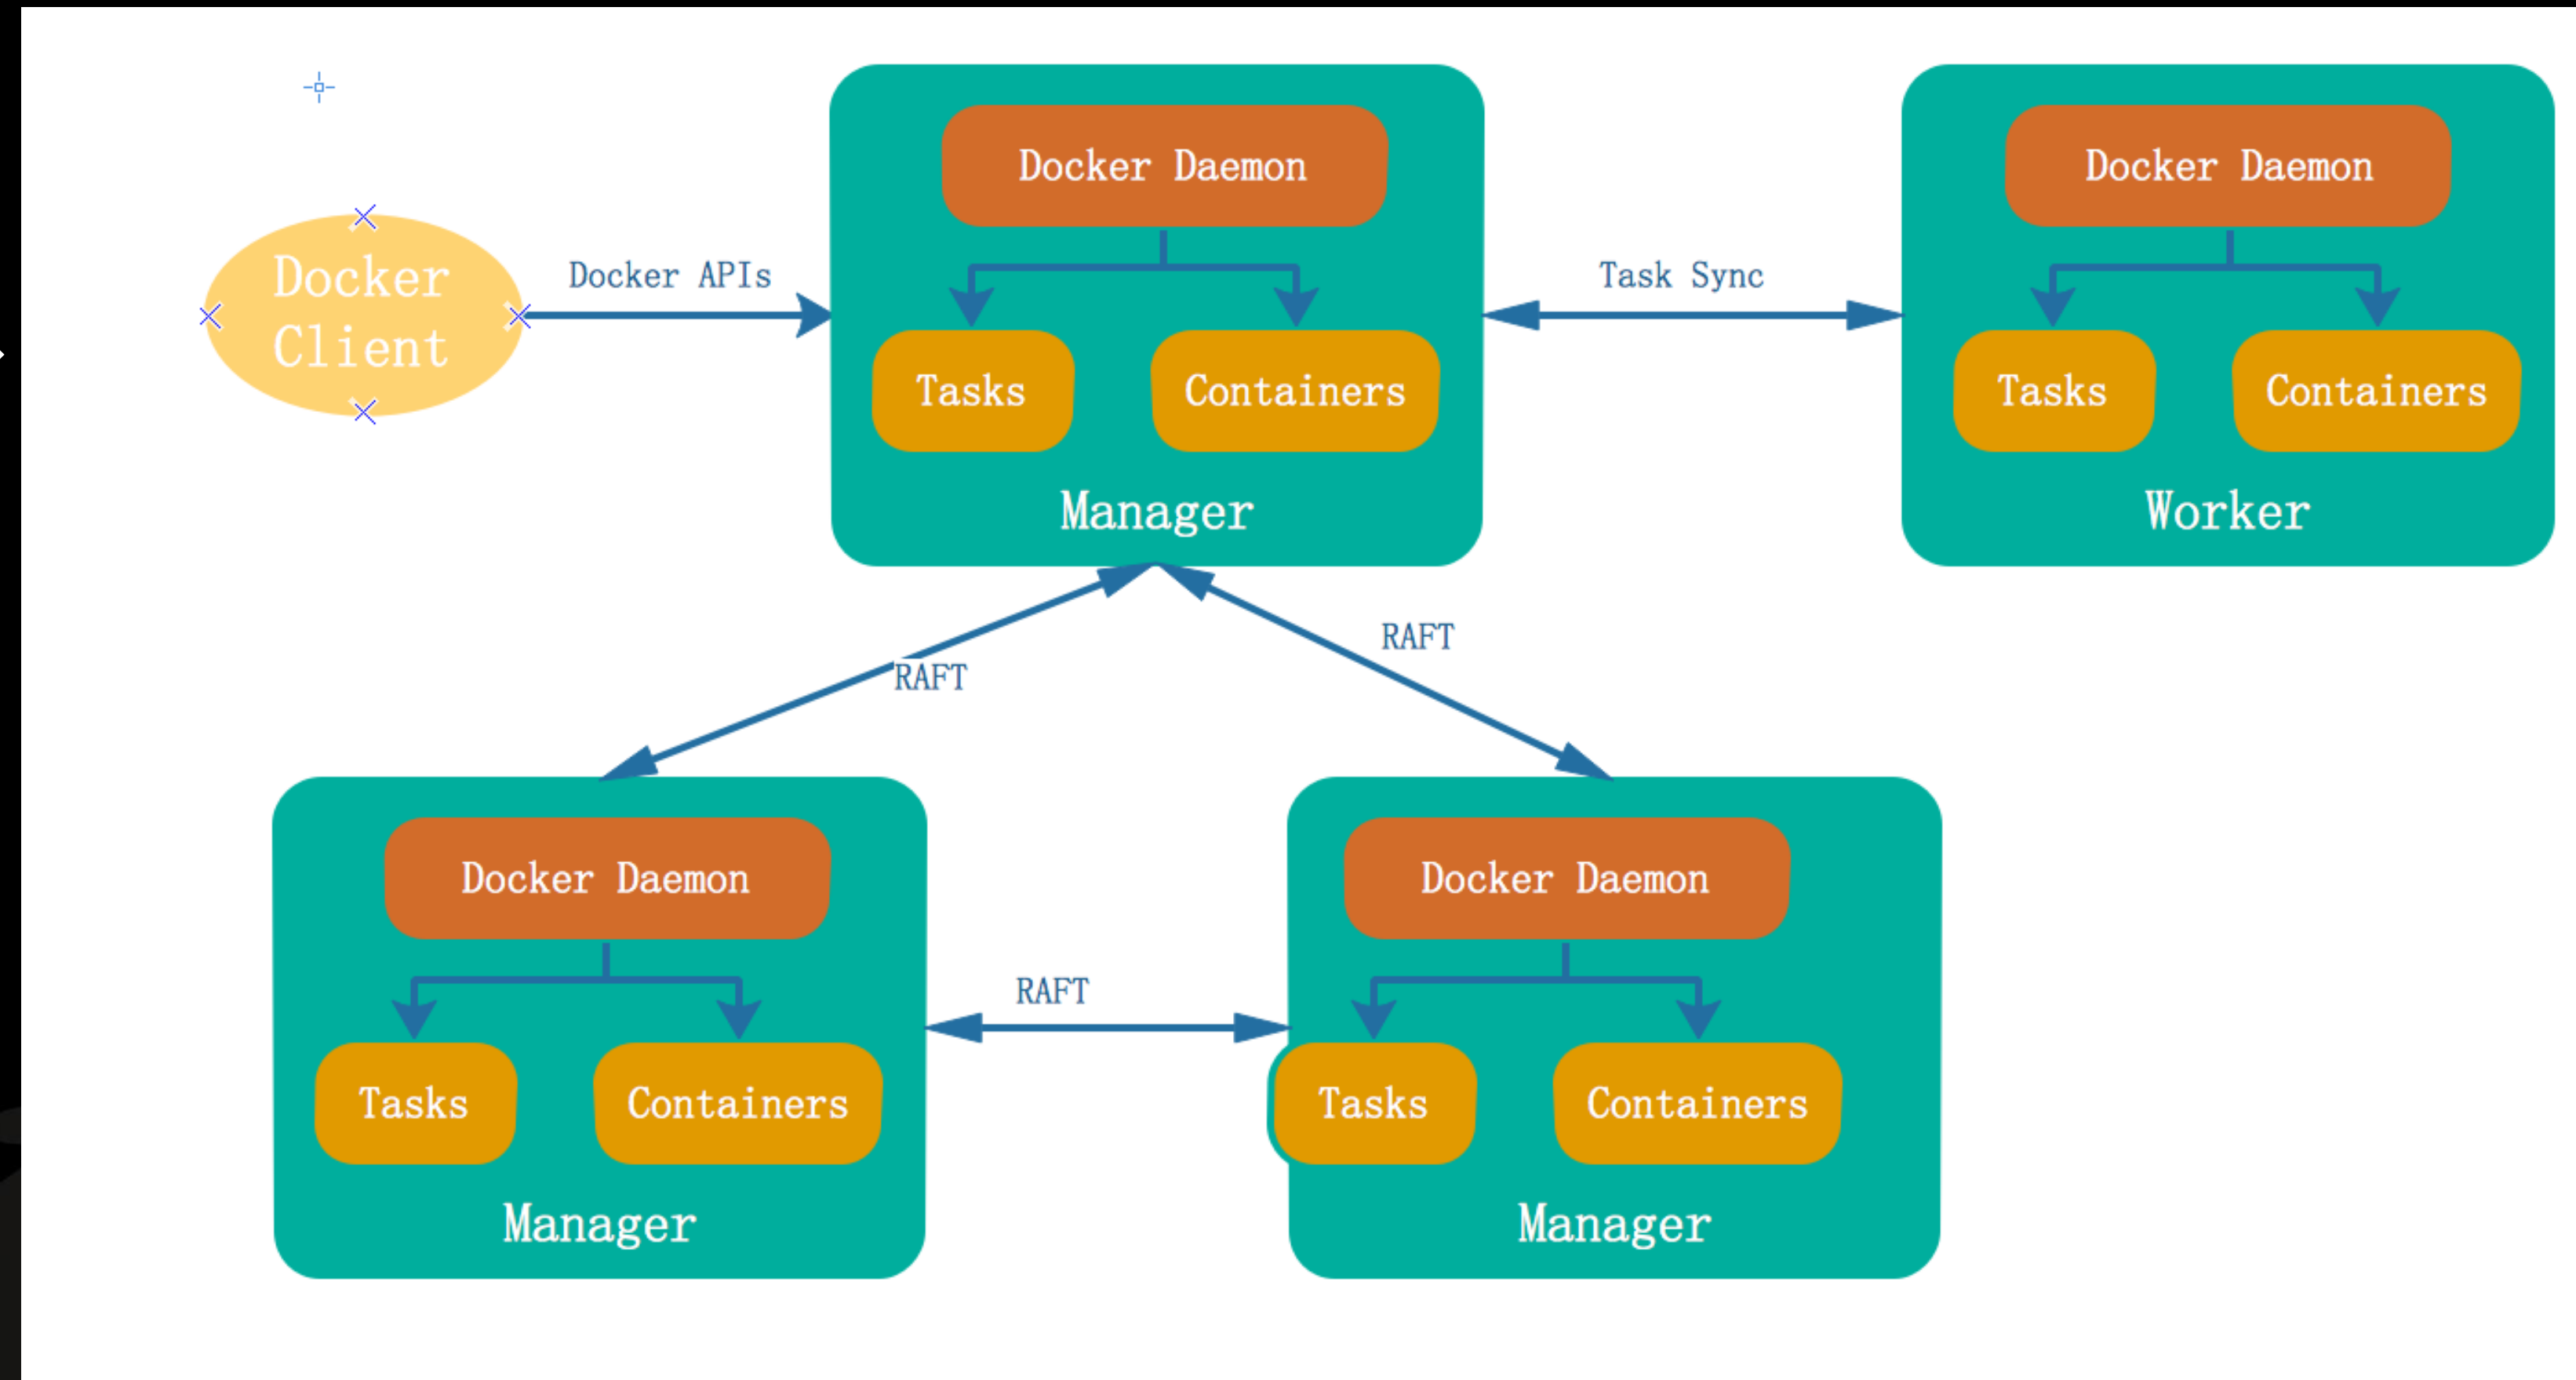 Docker Daemon
Docker Daemon
Docker
Client
Docker APIs
Task Sync
Tasks
Containers
Tasks
Containers
Manager
Worker
RAFT
RAFT
Docker Daemon
Docker Daemon
RAFT
Tasks
Containers
Tasks
Containers
Manager
Manager